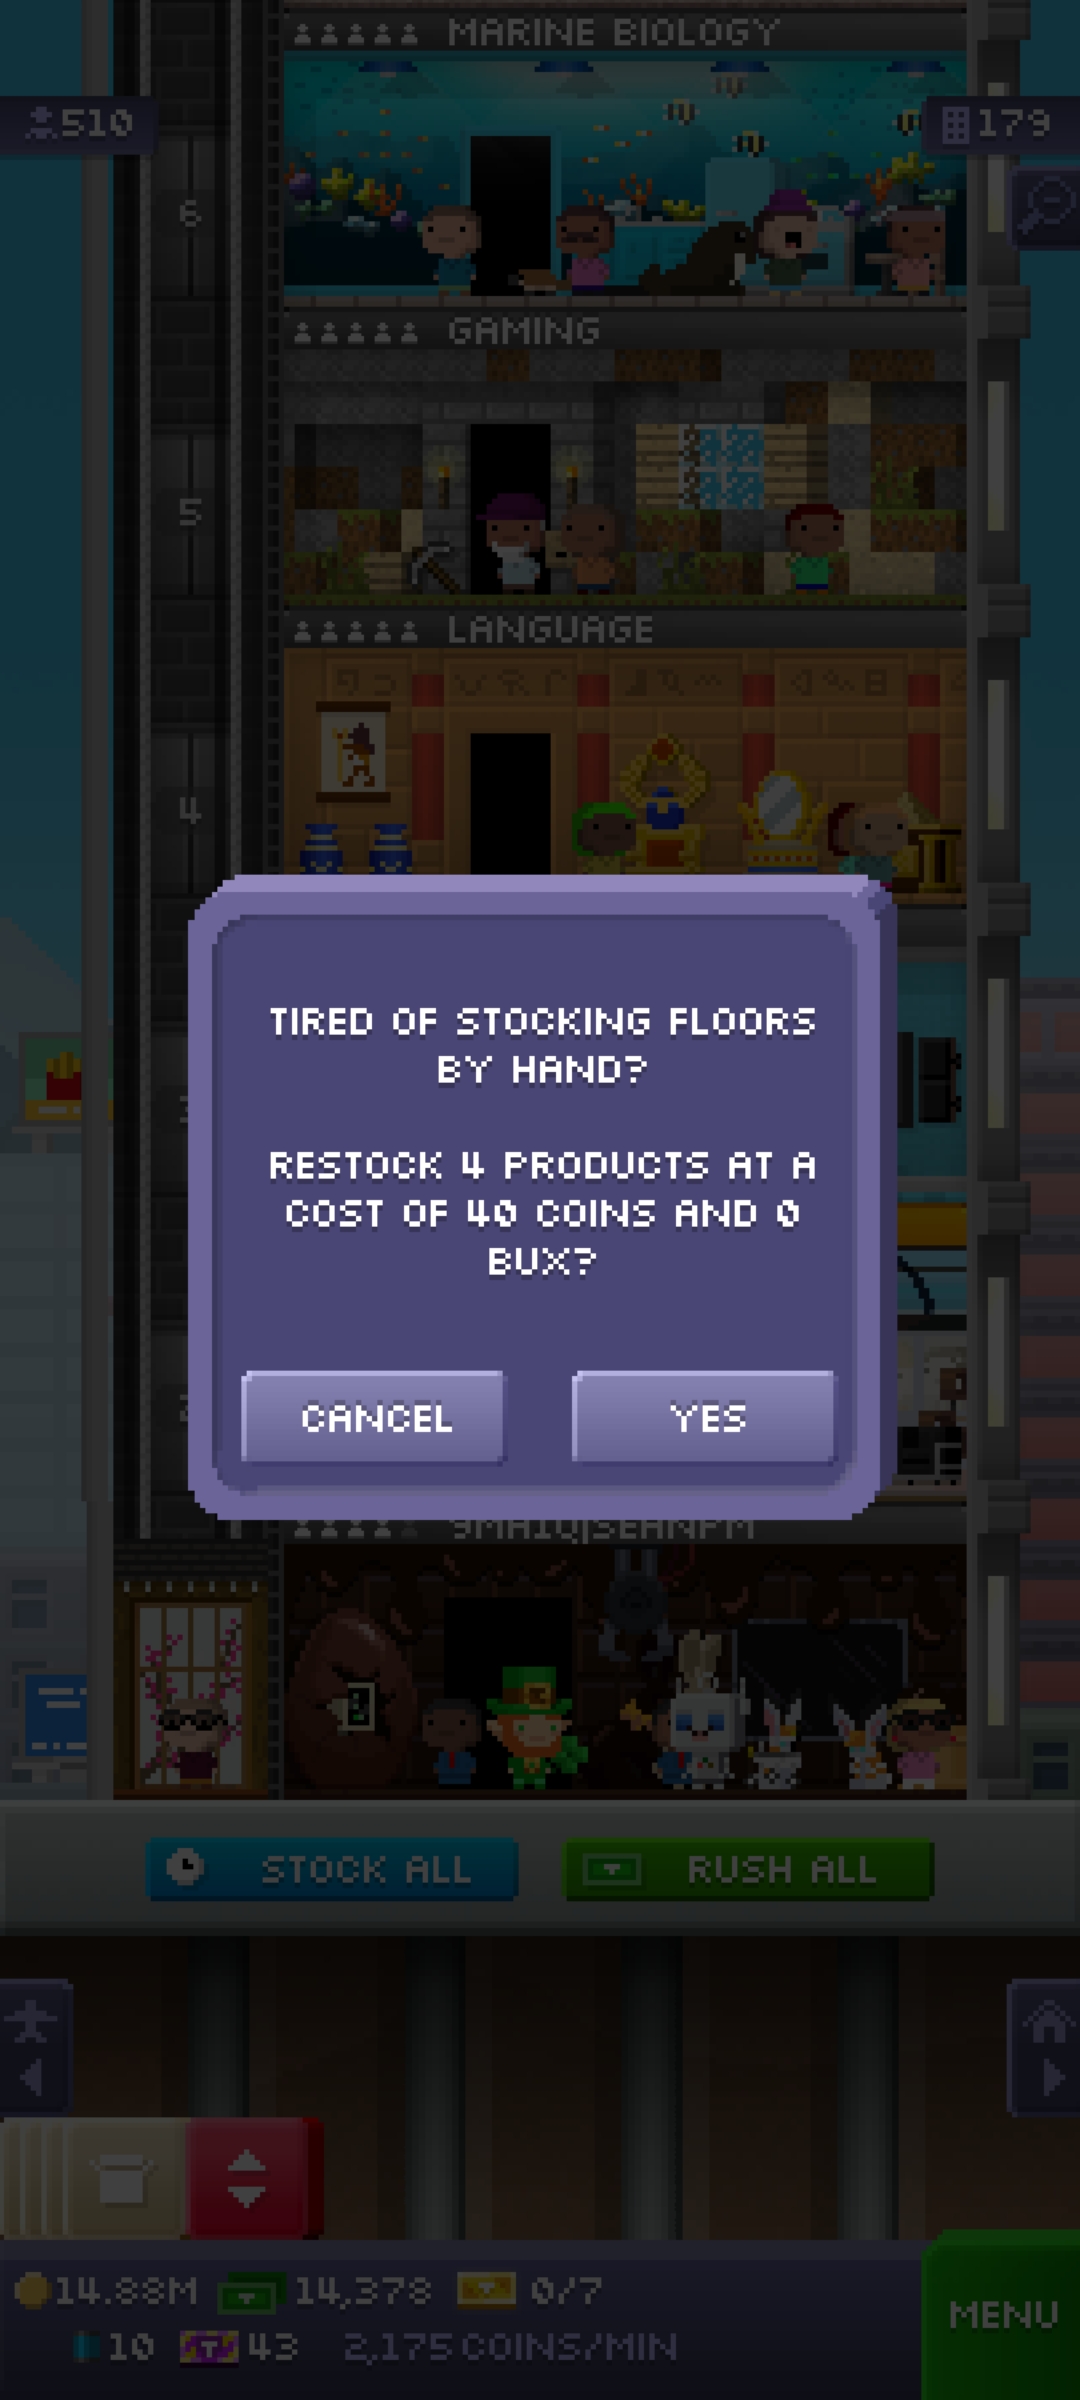 MARINE BIOLOGY
510
179
6
GAMING
5
LANGUAGE
4
TIRED OF STOCKING FLOORS
BY HAND?
RESTOCK 4 PRODUCTS AT A
COST OF 40 COINS AND 0
BUX?
CANCEL
YES
STOCK ALL
RUSH ALL
14.88M
14,378
0/7
10
43
2,175 COINS/MIN
MENU